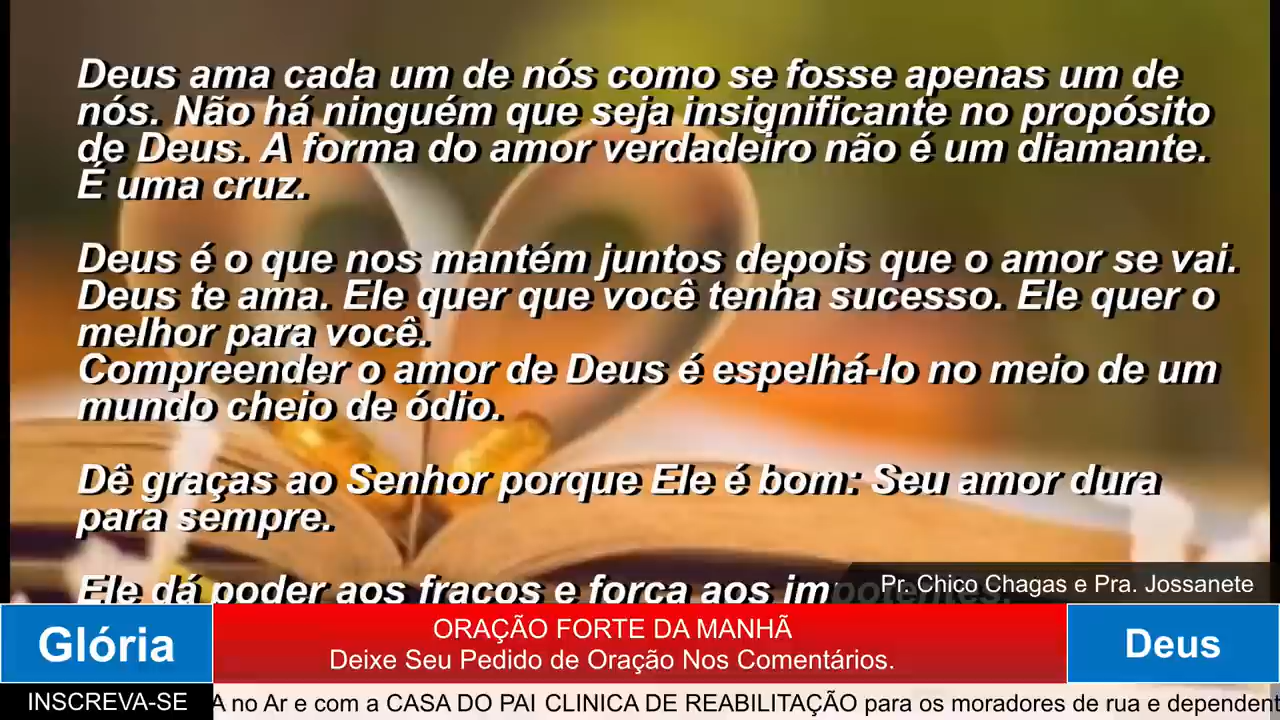 Deus ama cada um de nós como se fosse apenas um de
nós. Não há ninguém que seja insignificante no propósito
de Deus. A forma do amor verdadeiro não é um diamante.
É uma cruz.
Deus é o que nos mantém juntos depois que o amor se vai.
Deus te ama. Ele quer que você tenha sucesso. Ele quer o
melhor para você.
Compreender o amor de Deus é espelhá-lo no meio de um
mundo cheio de ódio.
Dê graças ao Senhor porque Ele é bom: Seu amor dura
para sempre.
Ele dá poder aos fracos e força aos impotentes.
Pr. Chico Chagas e Pra. Jossanete
Glória
ORAÇÃO FORTE DA MANHÃ
Deixe Seu Pedido de Oração Nos Comentários.
Deus
INSCREVA-SE
A no Ar e com a CASA DO PAI CLINICA DE REABILITAÇÃO para os moradores de rua e dependent